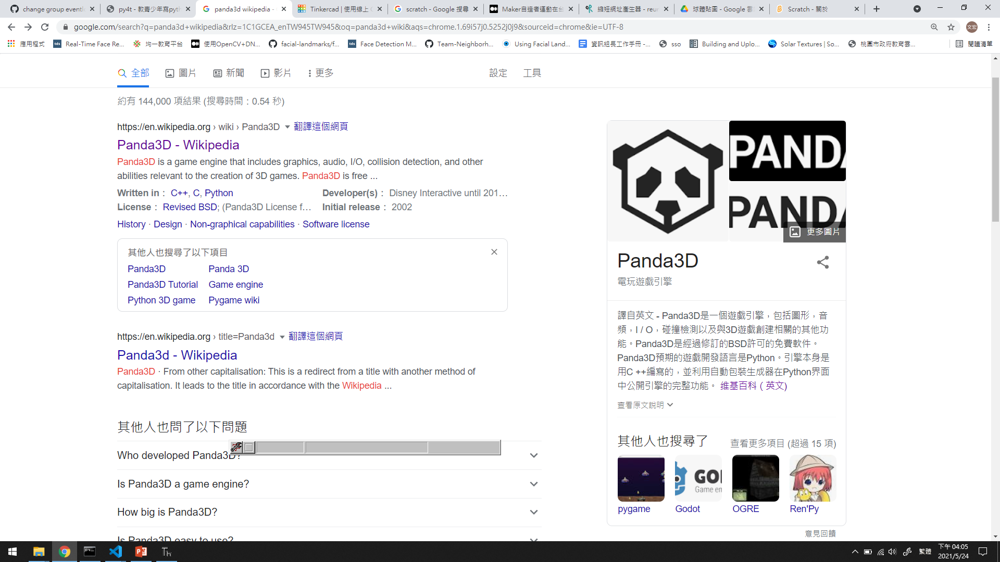 change group eventl
py4t - 教青少年寫pyth
panda3d wikipedia -
Tinkercad | 使用線上
scratch - Google 搜尋
Maker自造者運動在台
縮短網址產生器 - reur
球體貼圖 - Google 雲
Scratch - 關於
google.com/search?q=panda3d+wikipedia&rlz=1C1GCEA_enTW945TW945&oq=panda3d+wiki&aqs=chrome.1.69i57j0.5252j0j9&sourceid=chrome&ie=UTF-8
文宏
應用程式
Real-Time Face Re...
均一教育平台
使用OpenCV+DN...
facial-landmarks/f...
Face Detection M...
Team-Neighborh...
Using Facial Land...
資訊組長工作手冊 -...
sso
Building and Uplo...
Solar Textures | So...
桃園市政府教育雲...
閱讀清單
全部
圖片
新聞
影片
更多
設定
工具
約有 144,000 項結果 (搜尋時間：0.54 秒)
https://en.wikipedia.org › wiki › Panda3D 翻譯這個網頁
Panda3D - Wikipedia
Panda3D is a game engine that includes graphics, audio, I/O, collision detection, and other
abilities relevant to the creation of 3D games. Panda3D is free ...
Written in： C++, C, Python
Developer(s)： Disney Interactive until 201…
License： Revised BSD; (Panda3D License f…
Initial release： 2002
History · Design · Non-graphical capabilities · Software license
其他人也搜尋了以下項目
Panda3D
Panda 3D
Panda3D Tutorial
Game engine
Python 3D game
Pygame wiki
https://en.wikipedia.org › title=Panda3d 翻譯這個網頁
Panda3d - Wikipedia
Panda3D · From other capitalisation: This is a redirect from a title with another method of
capitalisation. It leads to the title in accordance with the Wikipedia ...
其他人也問了以下問題
Who developed Panda3D?
Is Panda3D a game engine?
How big is Panda3D?
Is Panda3D easy to use?
PANDA
PANDA
更多圖片
Panda3D
電玩遊戲引擎
譯自英文 - Panda3D是一個遊戲引擎，包括圖形，音
頻，I / O，碰撞檢測以及與3D遊戲創建相關的其他功
能。Panda3D是經過修訂的BSD許可的免費軟件。
Panda3D預期的遊戲開發語言是Python。引擎本身是
用C ++編寫的，並利用自動包裝生成器在Python界面
中公開引擎的完整功能。 維基百科 ( 英文)
查看原文說明
其他人也搜尋了
查看更多項目 (超過 15 項)
GO
Game en
pygame
Godot
OGRE
Ren'Py
意見回饋
繁體
下午 04:05
2021/5/24